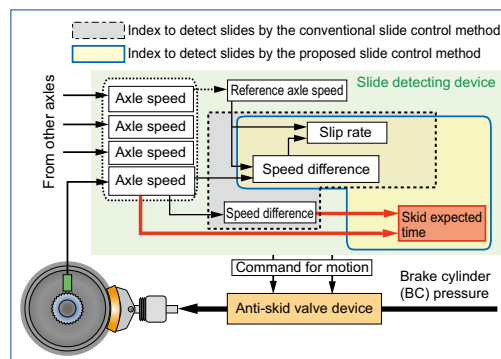 Index to detect slides by the conventional slide control method
Index to detect slides by the proposed slide control method
Slide detecting device
From other axles
Axle speed
Axle speed
Axle speed
Axle speed
Reference axle speed
Slip rate
Speed difference
Speed difference
Skid expected
time
Command for motion
Anti-skid valve device
Brake cylinder
(BC) pressure